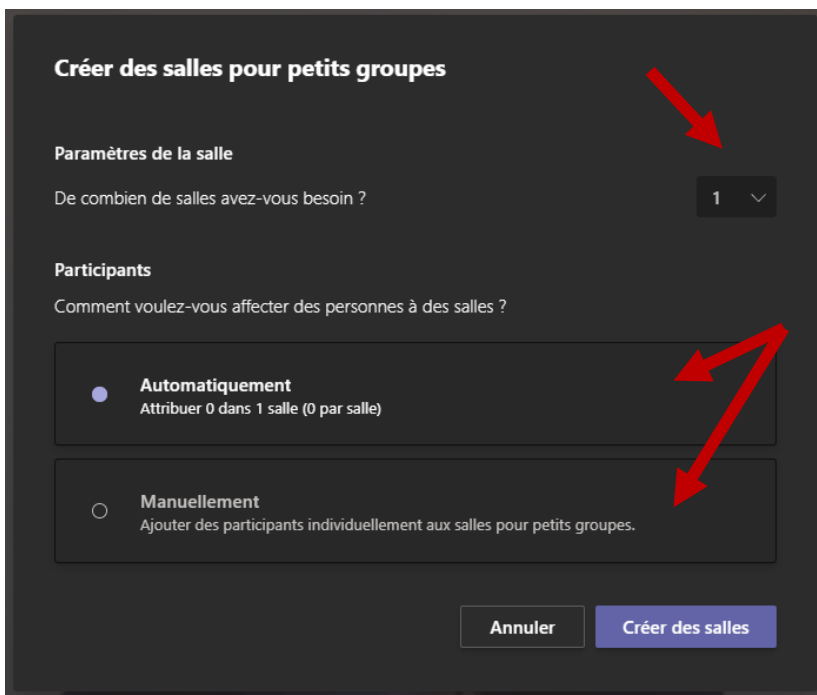 Créer des salles pour petits groupes
Paramètres de la salle
De combien de salles avez-vous besoin ?
1
Participants
Comment voulez-vous affecter des personnes à des salles ?
Automatiquement
Attribuer 0 dans 1 salle (0 par salle)
Manuellement
Ajouter des participants individuellement aux salles pour petits groupes.
Annuler
Créer des salles